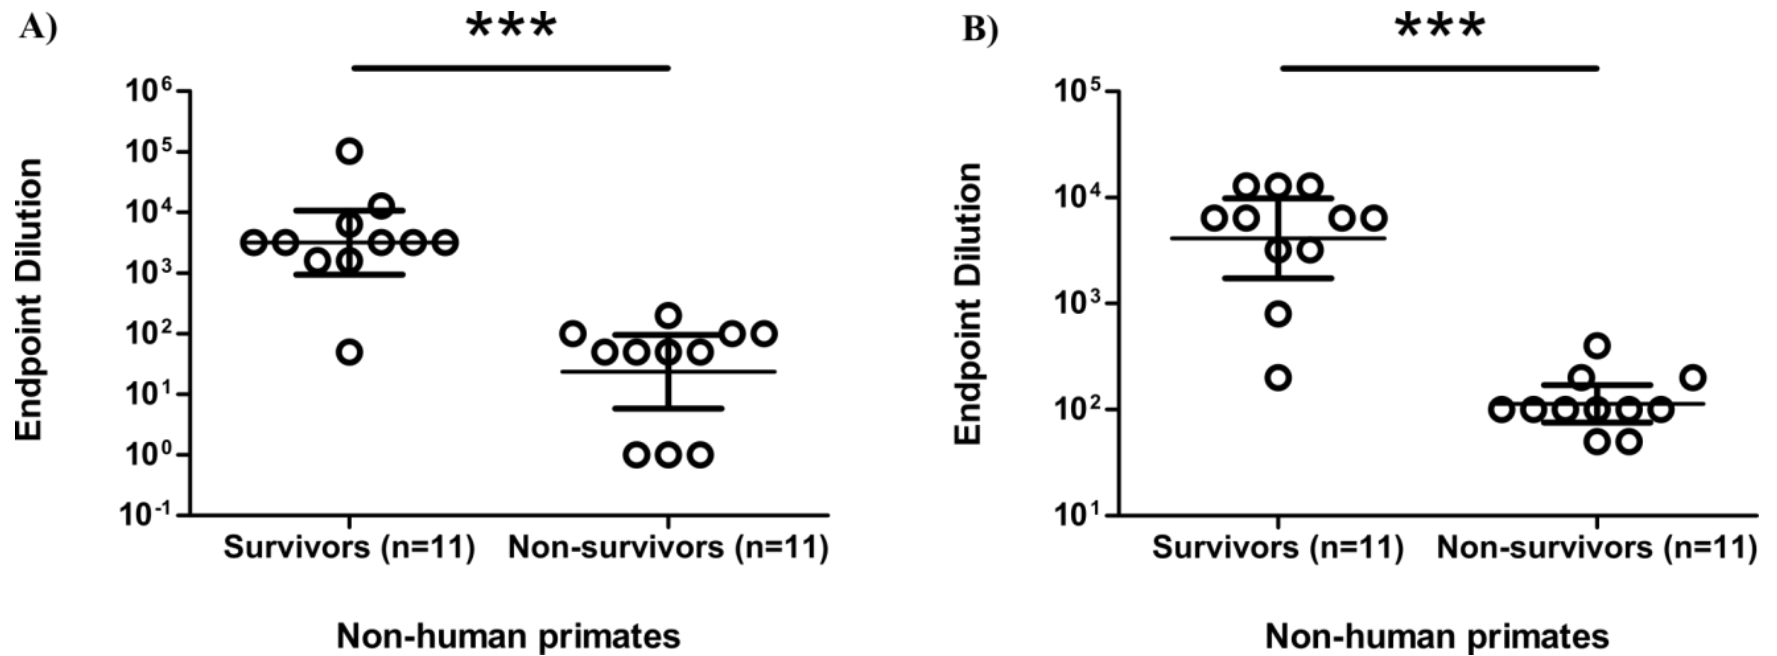 A)
***
Endpoint Dilution
10^6
10^5
10^4
10^3
10^2
10^1
10^0
10^-1
Survivors (n=11) Non-survivors (n=11)
Non-human primates
B)
***
Endpoint Dilution
10^5
10^4
10^3
10^2
10^1
Survivors (n=11) Non-survivors (n=11)
Non-human primates